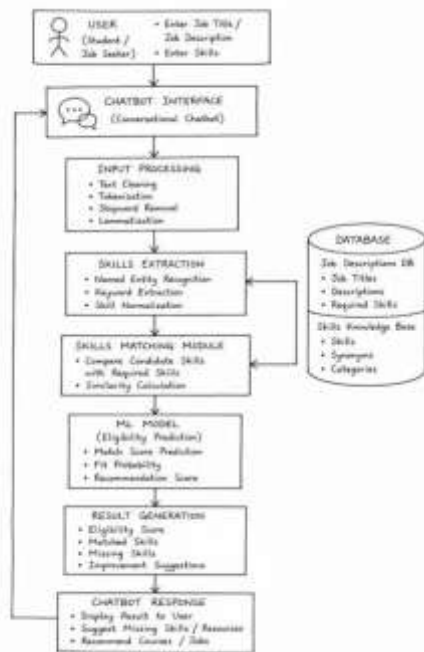 USER
(Student /
Job Seeker)
• Enter Job Title /
Job Description
• Enter Skills
CHATBOT INTERFACE
(Conversational Chatbot)
INPUT PROCESSING
• Text Cleaning
• Tokenization
• Stopword Removal
• Lemmatization
SKILLS EXTRACTION
• Named Entity Recognition
• Keyword Extraction
• Skill Normalization
DATABASE
Job Descriptions DB
• Job Titles
• Descriptions
• Required Skills
Skills Knowledge Base
• Skills
• Synonyms
• Categories
SKILLS MATCHING MODULE
• Compare Candidate Skills
with Required Skills
• Similarity Calculation
ML MODEL
(Eligibility Prediction)
• Match Score Prediction
• Fit Probability
• Recommendation Score
RESULT GENERATION
• Eligibility Score
• Matched Skills
• Missing Skills
• Improvement Suggestions
CHATBOT RESPONSE
• Display Result to User
• Suggest Missing Skills / Resources
• Recommend Courses / Jobs